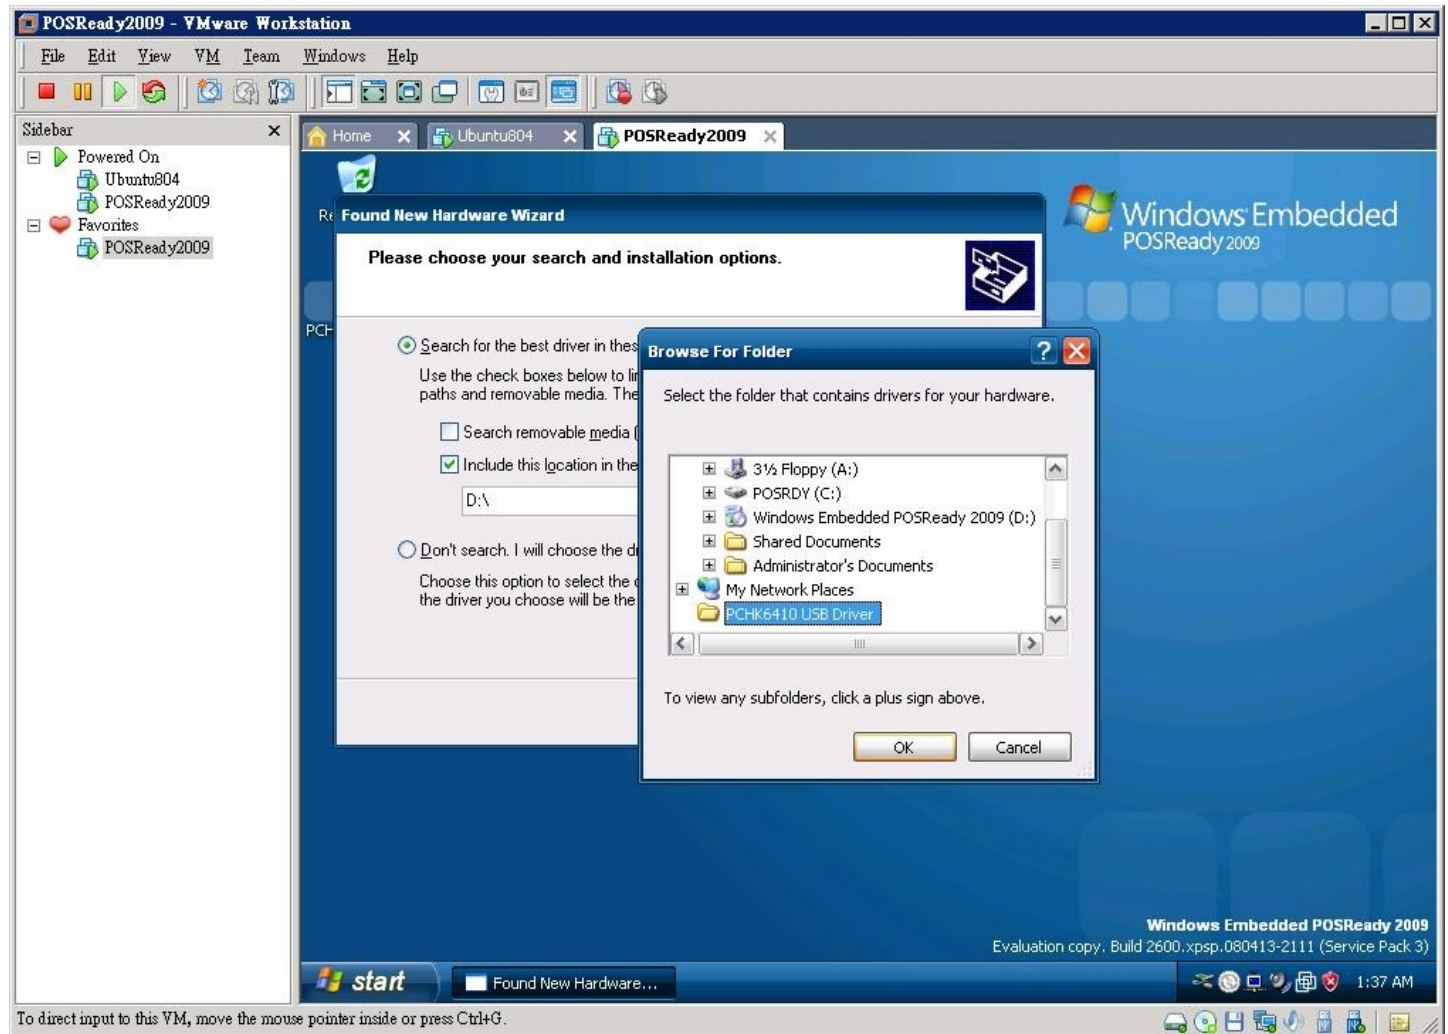 POSReady2009 - VMware Workstation
File Edit View VM Team Windows Help
Sidebar
Powered On
Ubuntu804
POSReady2009
Favorites
POSReady2009
Home Ubuntu804 POSReady2009
Windows Embedded
POSReady 2009
Found New Hardware Wizard
Please choose your search and installation options.
Search for the best driver in thes
Use the check boxes below to
paths and removable media. The
Search removable media
Include this location in the
D:\
Don't search. I will choose the
Choose this option to select the
the driver you choose will be the
Browse For Folder
Select the folder that contains drivers for your hardware.
3½ Floppy (A:)
POSRDY (C:)
Windows Embedded POSReady 2009 (D:)
Shared Documents
Administrator's Documents
My Network Places
PCHK6410 USB Driver
To view any subfolders, click a plus sign above.
OK Cancel
Windows Embedded POSReady 2009
Evaluation copy. Build 2600.xpsp.080413-2111 (Service Pack 3)
start Found New Hardware... 1:37 AM
To direct input to this VM, move the mouse pointer inside or press Ctrl+G.